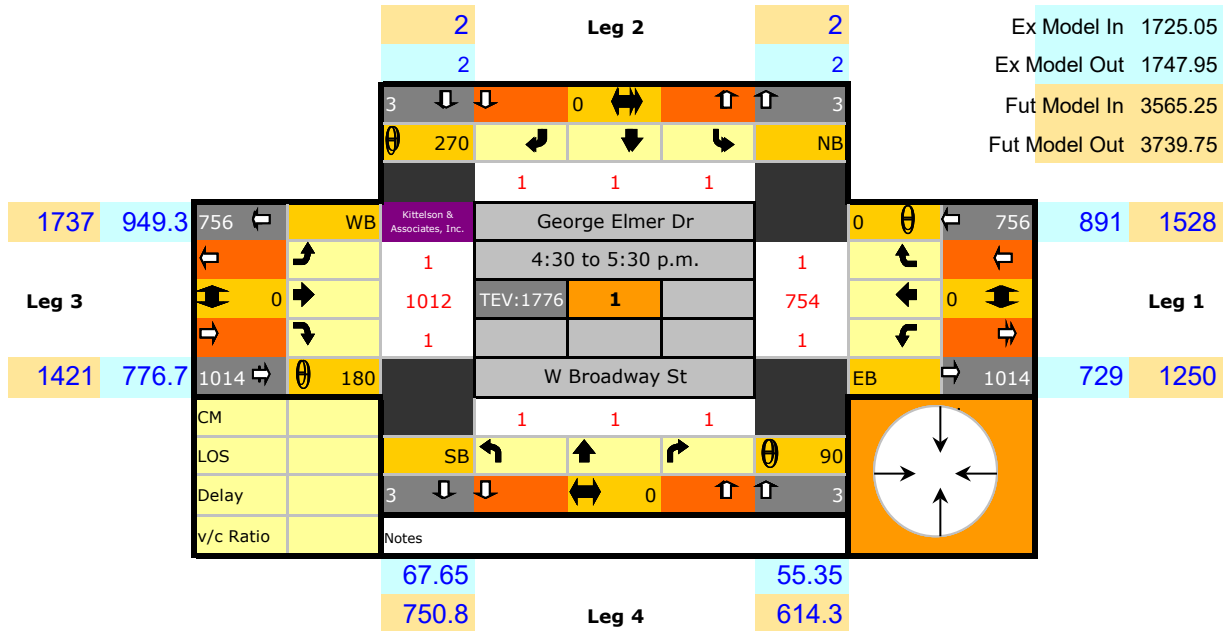 2 Leg 2 2 Ex Model In 1725.05
2 2 Ex Model Out 1747.95
3 0 3 Fut Model In 3565.25
270 NB Fut Model Out 3739.75
1 1 1
1737 949.3 756 WB Kittelson & Associates, Inc. George Elmer Dr 0 756 891 1528
1 4:30 to 5:30 p.m. 1
Leg 3 0 1012 TEV:1776 1 754 0 Leg 1
1 1
1421 776.7 1014 180 W Broadway St EB 1014 729 1250
CM 1 1 1
LOS SB 90
Delay 3 0 3
v/c Ratio Notes
67.65 55.35
750.8 Leg 4 614.3